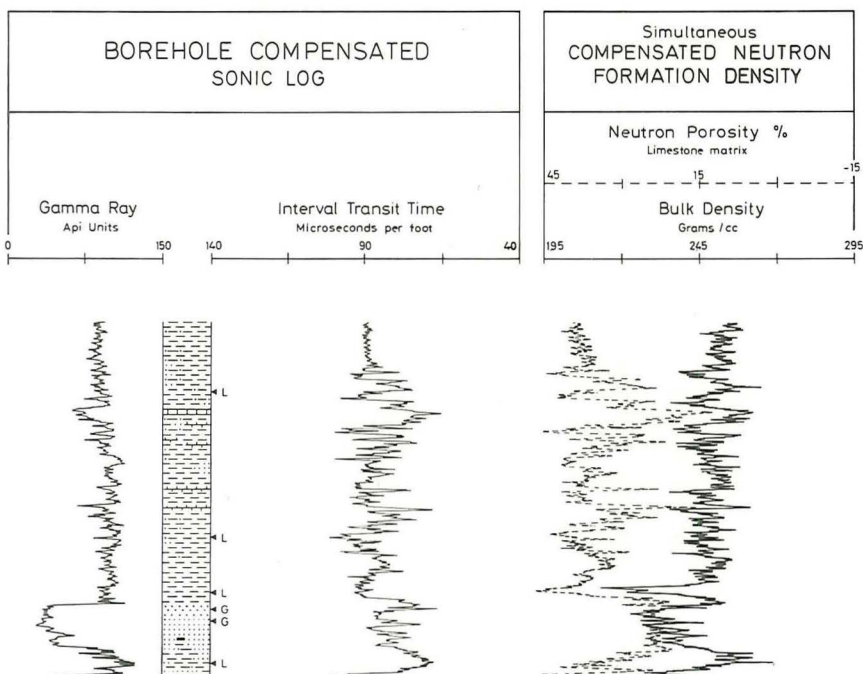 BOREHOLE COMPENSATED
SONIC LOG
Simultaneous
COMPENSATED NEUTRON
FORMATION DENSITY
Neutron Porosity %
Limestone matrix
45 15 -15
Gamma Ray
Api Units
0 150
Interval Transit Time
Microseconds per foot
140 90 40
Bulk Density
Grams /cc
195 245 295
L
L
L
G
G
L